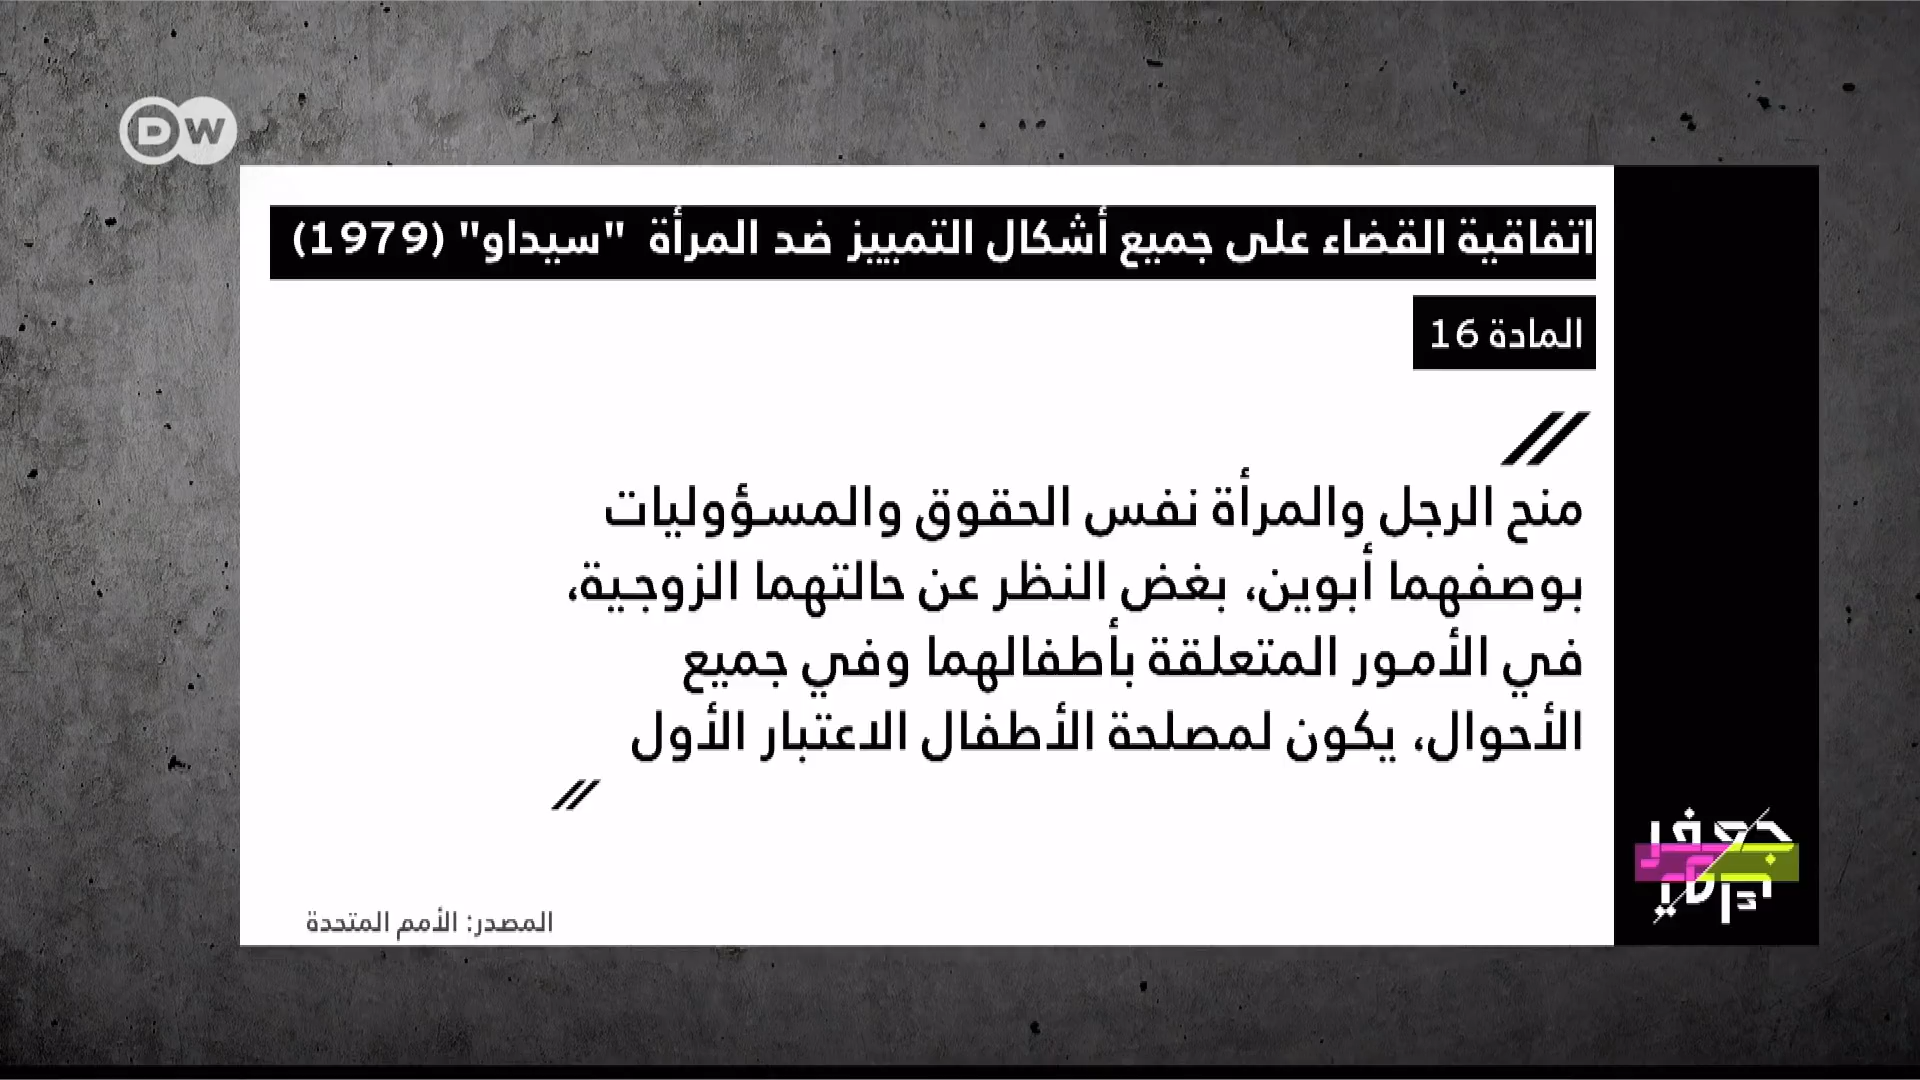 DW
اتفاقية القضاء على جميع أشكال التمييز ضد المرأة "سيداو" (1979)
المادة 16
//
منح الرجل والمرأة نفس الحقوق والمسؤوليات
بوصفهما أبوين، بغض النظر عن حالتهما الزوجية،
في الأمور المتعلقة بأطفالهما وفي جميع
الأحوال، يكون لمصلحة الأطفال الاعتبار الأول
//
المصدر: الأمم المتحدة
جعفر
توك